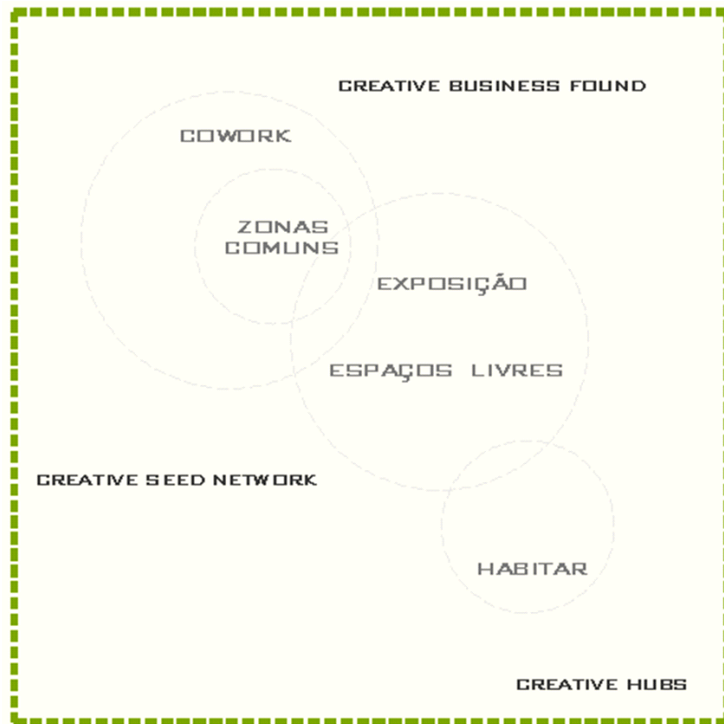 CREATIVE BUSINESS FOUND
COWORK
ZONAS
COMUNS
EXPOSIÇÃO
ESPAÇOS LIVRES
CREATIVE SEED NETWORK
HABITAR
CREATIVE HUBS